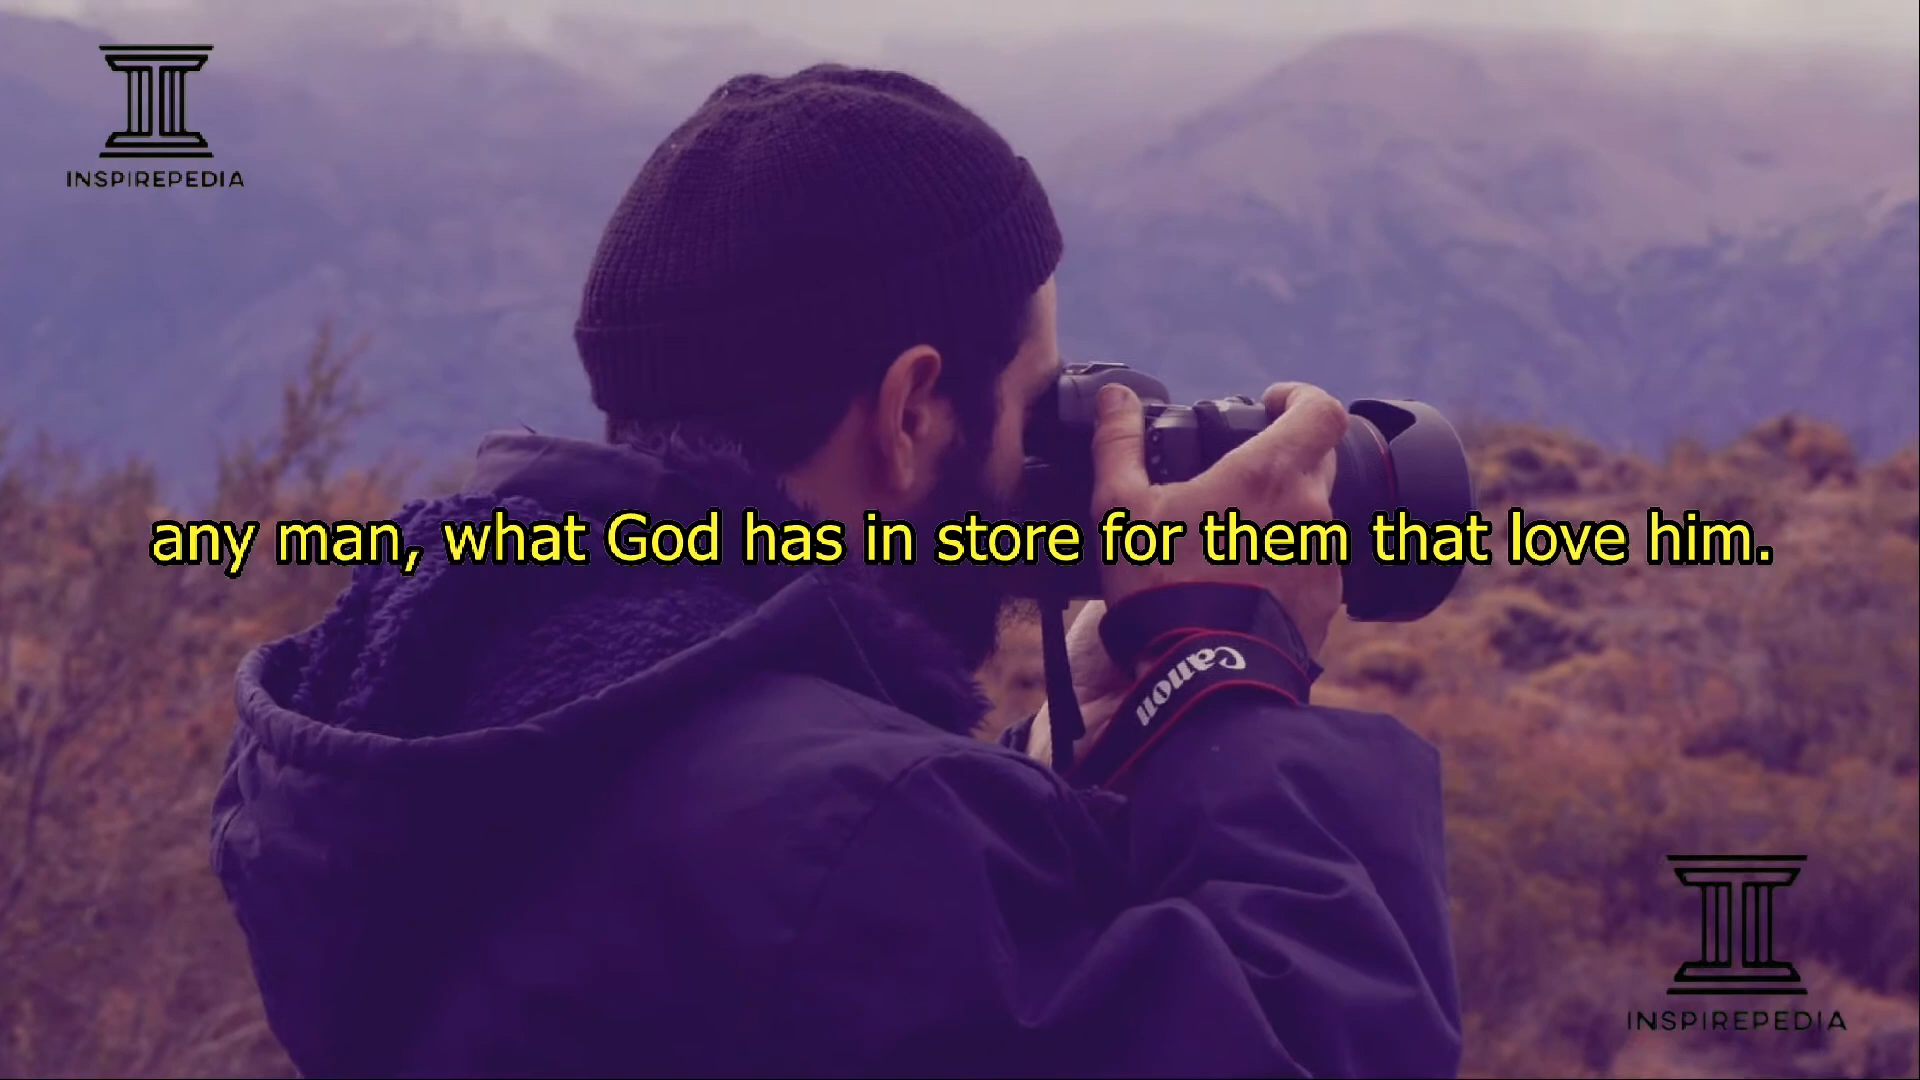 INSPIREPEDIA
any man, what God has in store for them that love him.
Canon
INSPIREPEDIA